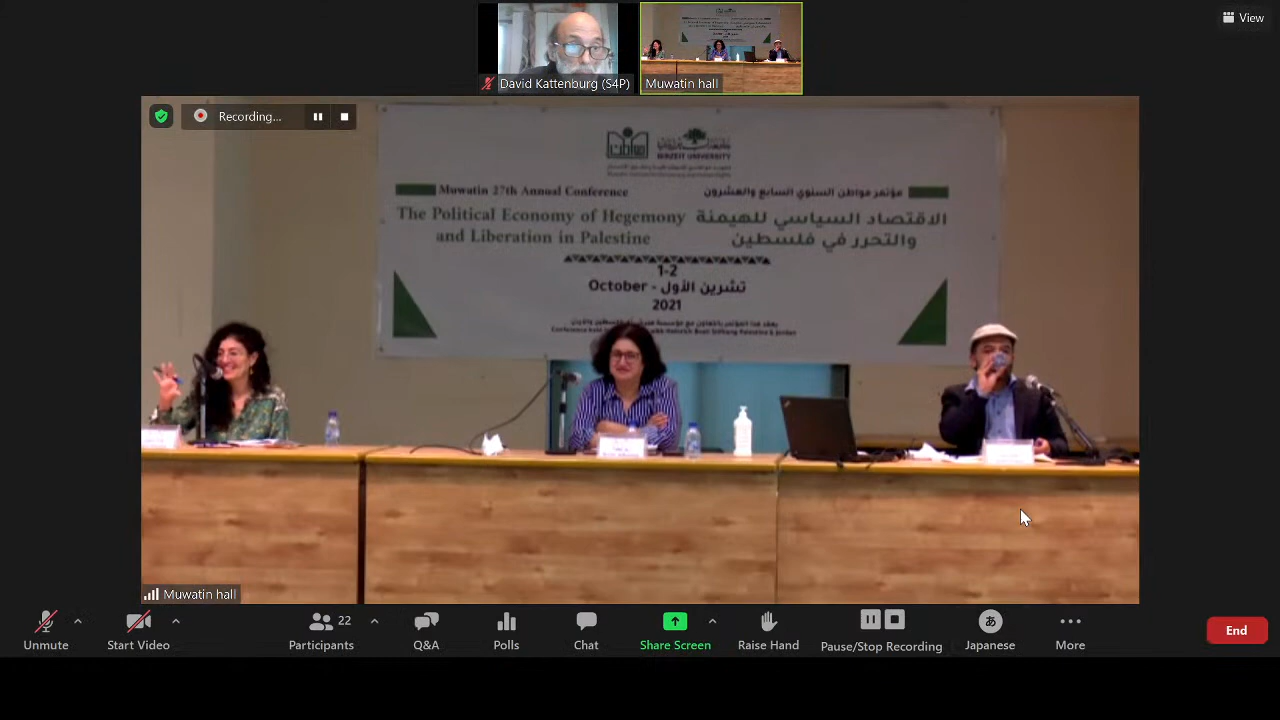 View
David Kattenburg (S4P)
Muwatin hall
Recording...
BIRZEIT UNIVERSITY
Muwatin 27th Annual Conference
مؤتمر مواطن السنوي السابع والعشرون
The Political Economy of Hegemony
and Liberation in Palestine
الاقتصاد السياسي للهيمنة
والتحرر في فلسطين
1-2
October - تشرين الأول
2021
Muwatin hall
Unmute
Start Video
22
Participants
Q&A
Polls
Chat
Share Screen
Raise Hand
Pause/Stop Recording
あ
Japanese
More
End